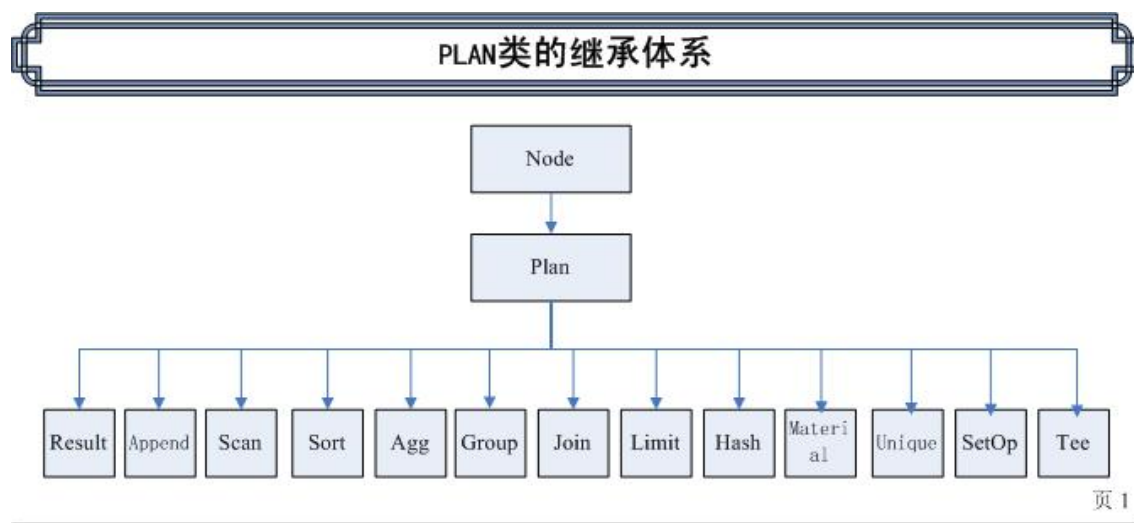 PLAN类的继承体系
Node
Plan
Result
Append
Scan
Sort
Agg
Group
Join
Limit
Hash
Materi
al
Unique
SetOp
Tee
页 1